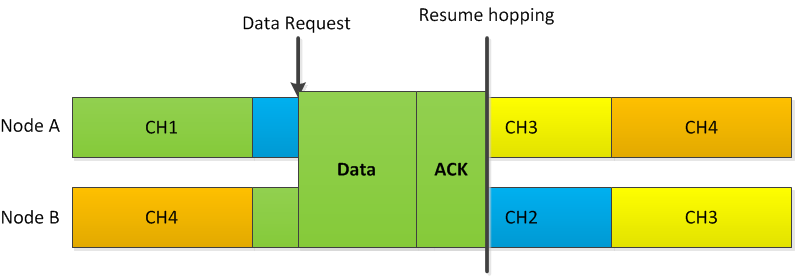 Data Request
Resume hopping
Node A
CH1
CH3
CH4
Data
ACK
Node B
CH4
CH2
CH3